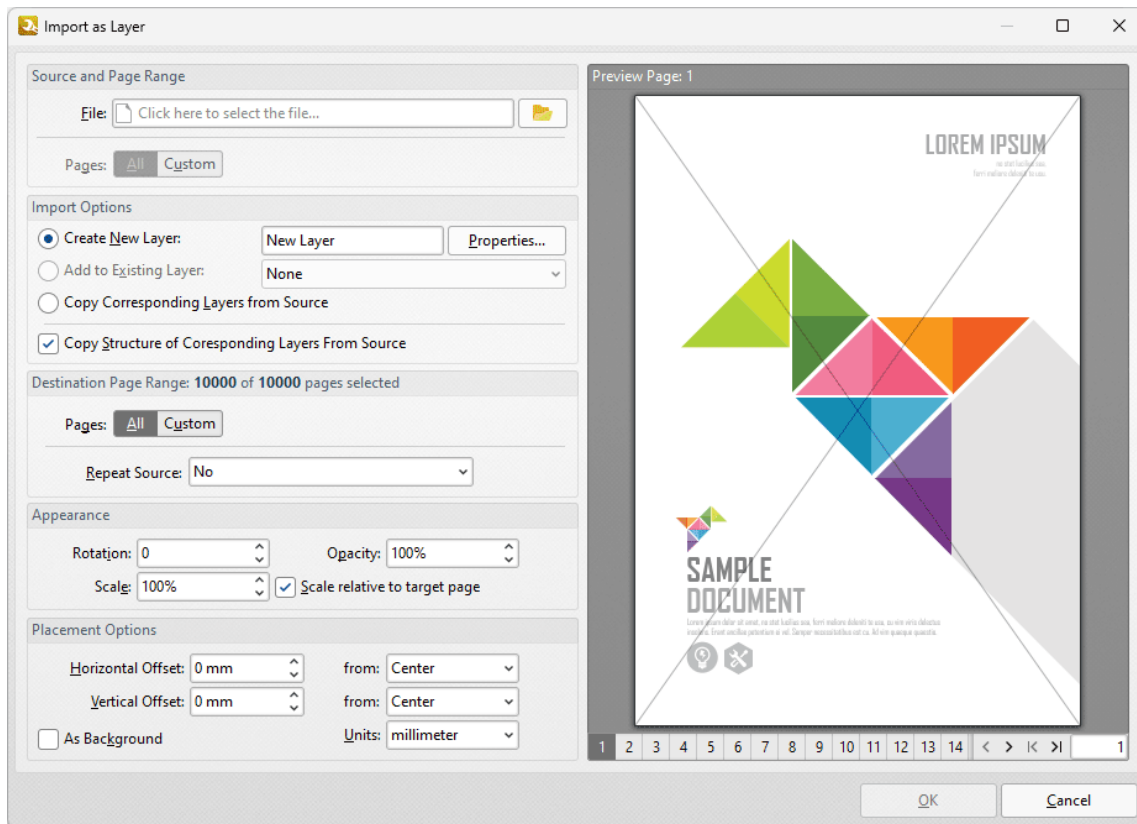 Import as Layer
Source and Page Range
File: Click here to select the file...
Pages: All Custom
Import Options
Create New Layer: New Layer Properties...
Add to Existing Layer: None
Copy Corresponding Layers from Source
Copy Structure of Coresponding Layers From Source
Destination Page Range: 10000 of 10000 pages selected
Pages: All Custom
Repeat Source: No
Appearance
Rotation: 0 Opacity: 100%
Scale: 100% Scale relative to target page
Placement Options
Horizontal Offset: 0 mm from: Center
Vertical Offset: 0 mm from: Center
As Background Units: millimeter
Preview Page: 1
LOREM IPSUM
SAMPLE
DOCUMENT
1 2 3 4 5 6 7 8 9 10 11 12 13 14 1
OK Cancel